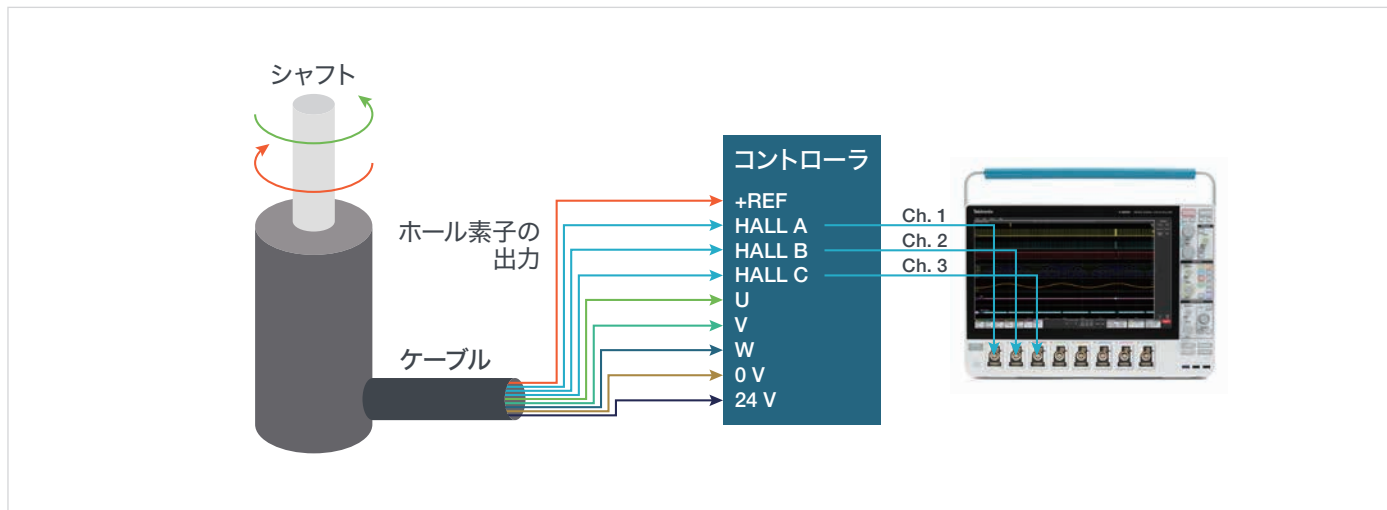 シャフト
ホール素子の
出力
ケーブル
コントローラ
+REF
HALL A
HALL B
HALL C
U
V
W
0 V
24 V
Ch. 1
Ch. 2
Ch. 3
Tektronix